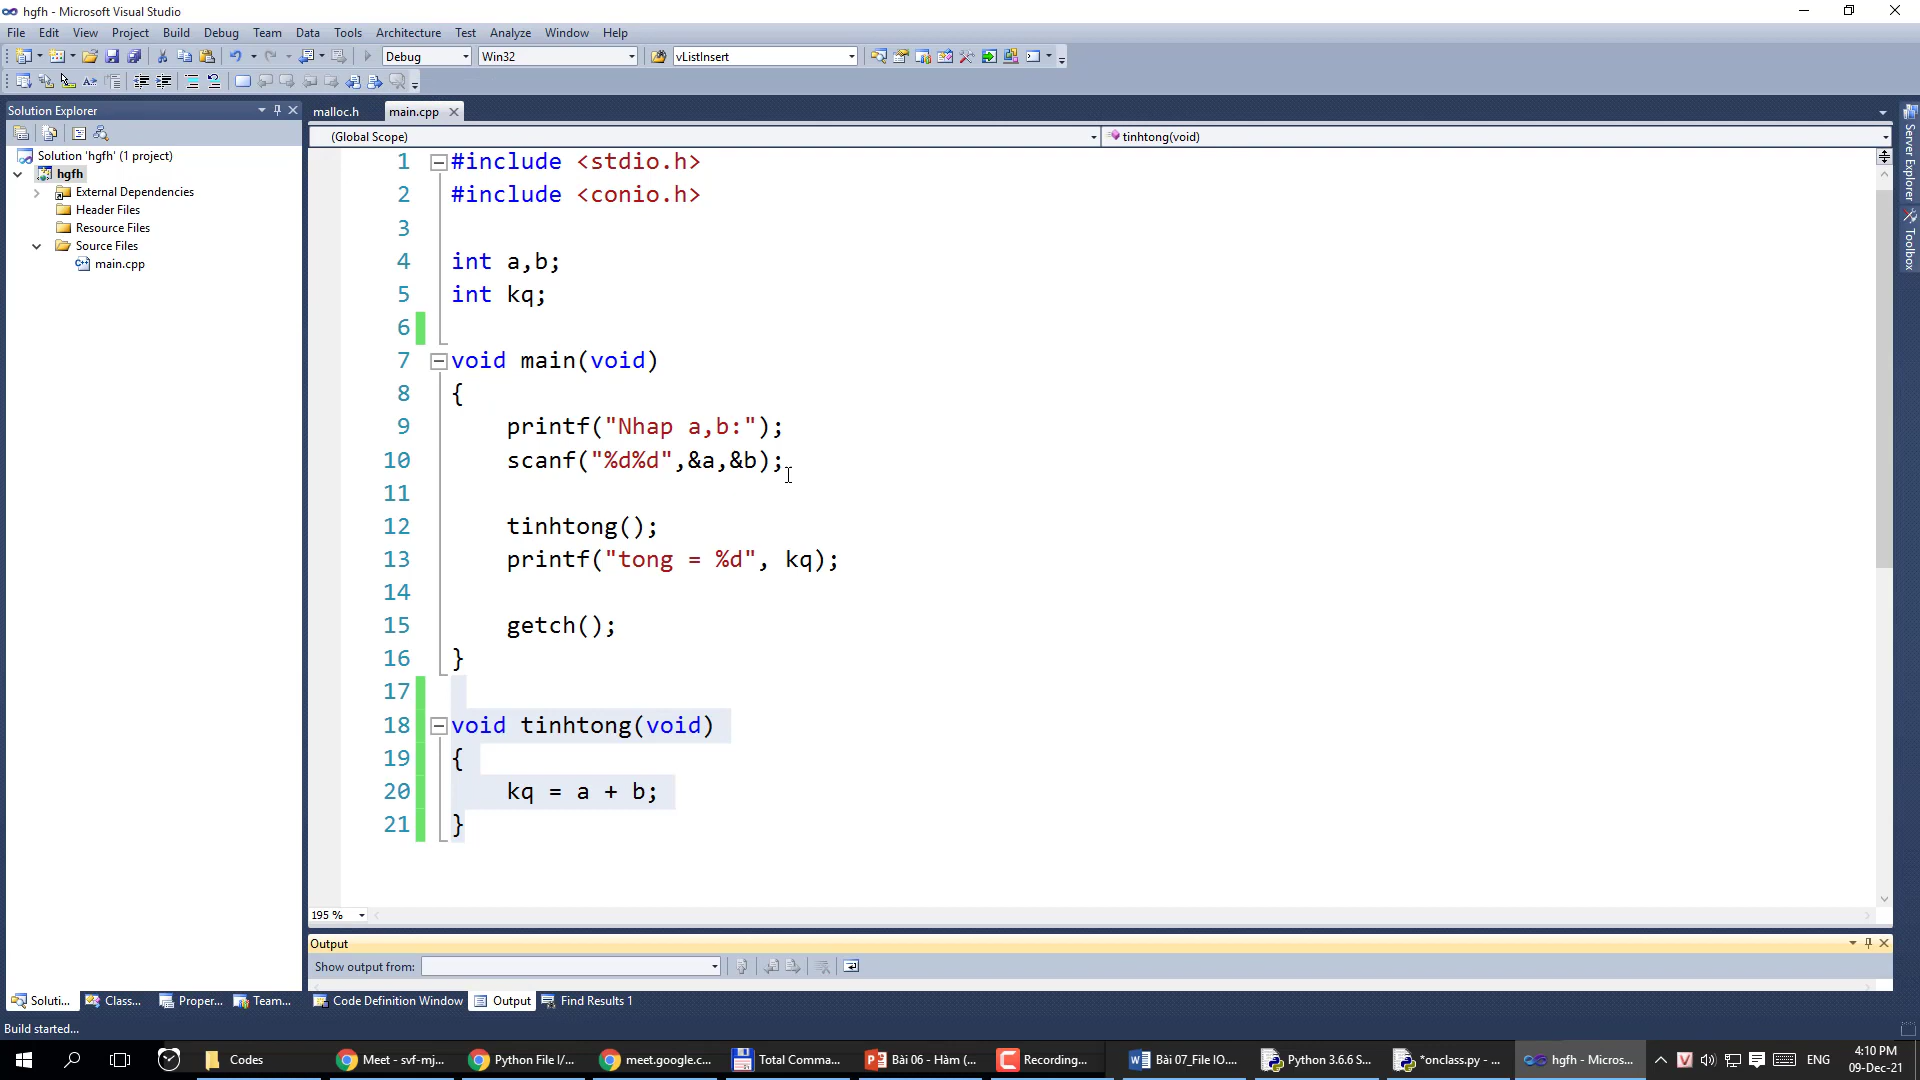 hgfh - Microsoft Visual Studio
File Edit View Project Build Debug Team Data Tools Architecture Test Analyze Window Help
Debug Win32 vListInsert
Solution Explorer
malloc.h main.cpp
(Global Scope) tinhtong(void)
Solution 'hgfh' (1 project)
hgfh
External Dependencies
Header Files
Resource Files
Source Files
main.cpp
1 #include <stdio.h>
2 #include <conio.h>
3
4 int a,b;
5 int kq;
6
7 void main(void)
8 {
9 printf("Nhap a,b:");
10 scanf("%d%d",&a,&b);
11
12 tinhtong();
13 printf("tong = %d", kq);
14
15 getch();
16 }
17
18 void tinhtong(void)
19 {
20 kq = a + b;
21 }
195 %
Output
Show output from:
Soluti... Class... Proper... Team... Code Definition Window Output Find Results 1
Build started...
Server Explorer
Toolbox
Codes Meet - svf-mj... Python File I/... meet.google.c... Total Comma... Bài 06 - Hàm (... Recording... Bài 07_File IO.... Python 3.6.6 S... *onclass.py - ... hgfh - Micros... ENG
4:10 PM
09-Dec-21